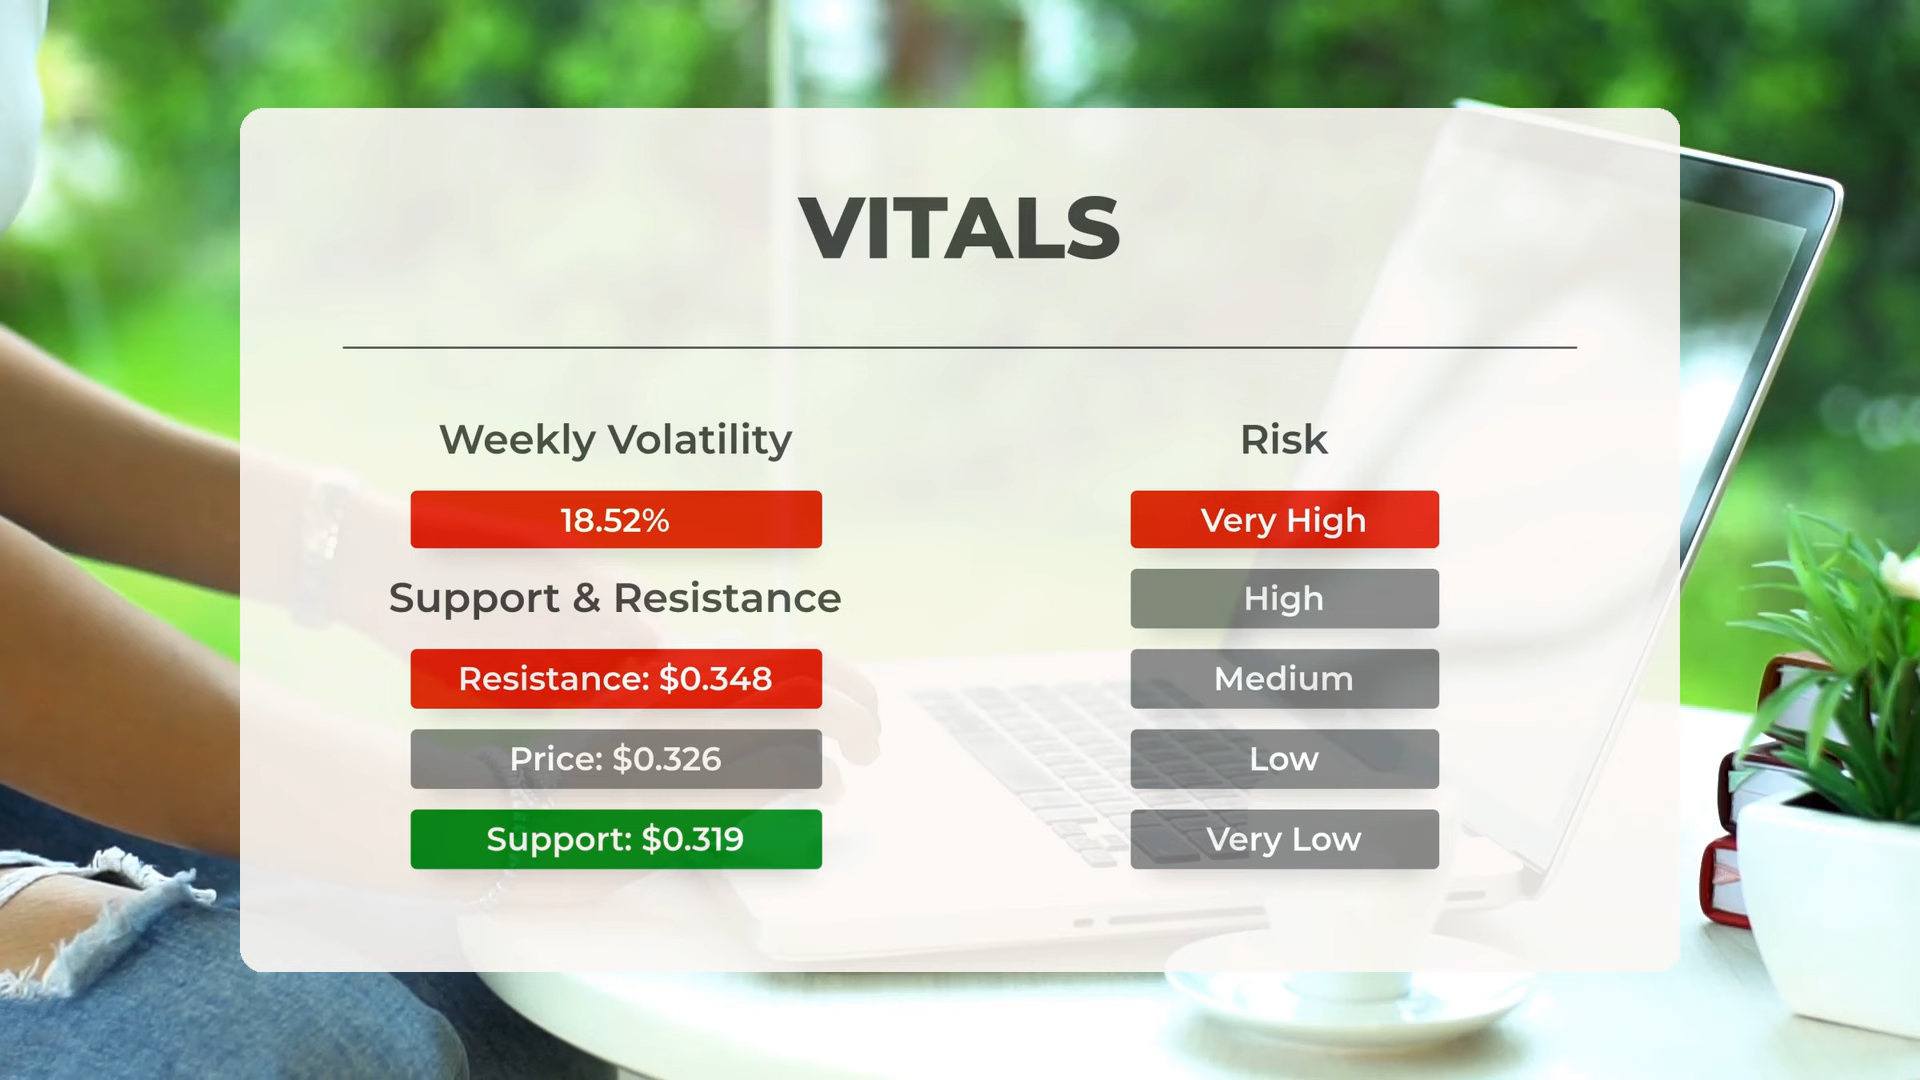 VITALS
Weekly Volatility
18.52%
Support & Resistance
Resistance: $0.348
Price: $0.326
Support: $0.319
Risk
Very High
High
Medium
Low
Very Low